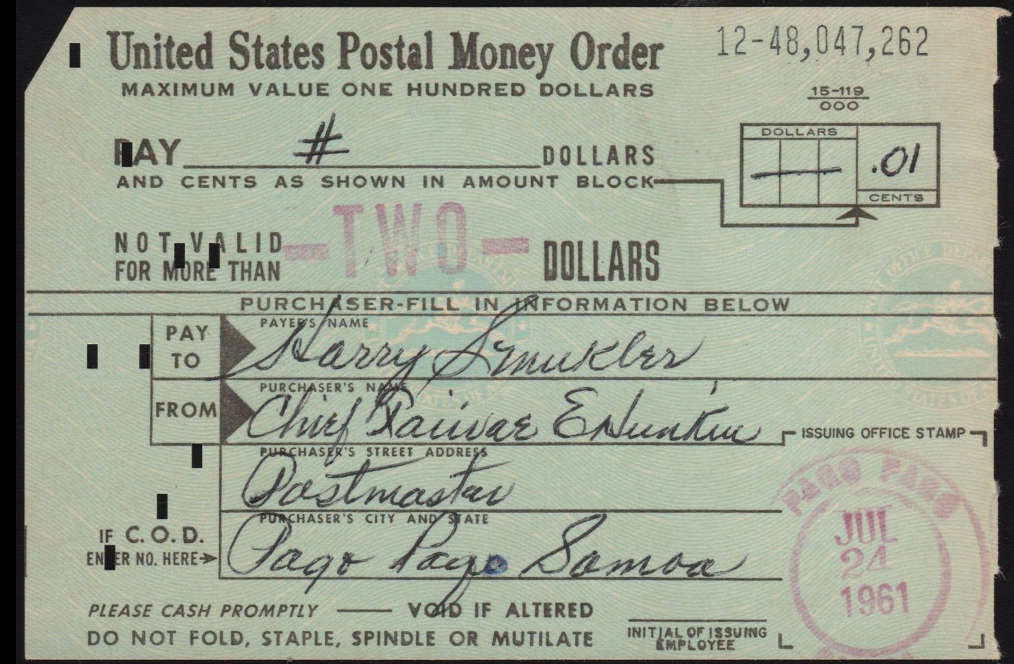 United States Postal Money Order
12-48,047,262
MAXIMUM VALUE ONE HUNDRED DOLLARS
15-119
000
PAY # DOLLARS
DOLLARS
— .01
CENTS
AND CENTS AS SHOWN IN AMOUNT BLOCK
NOT VALID
FOR MORE THAN
—TWO— DOLLARS
PURCHASER-FILL IN INFORMATION BELOW
PAY TO
PAYEE'S NAME
Harry Smukler
FROM
PURCHASER'S NAME
Chief
ISSUING OFFICE STAMP
PURCHASER'S STREET ADDRESS
Postmaster
PURCHASER'S CITY AND STATE
Pago Pago Samoa
IF C.O.D.
ENTER NO. HERE
PAGO PAGO
JUL
24
1961
PLEASE CASH PROMPTLY — VOID IF ALTERED
DO NOT FOLD, STAPLE, SPINDLE OR MUTILATE
INITIAL OF ISSUING
EMPLOYEE